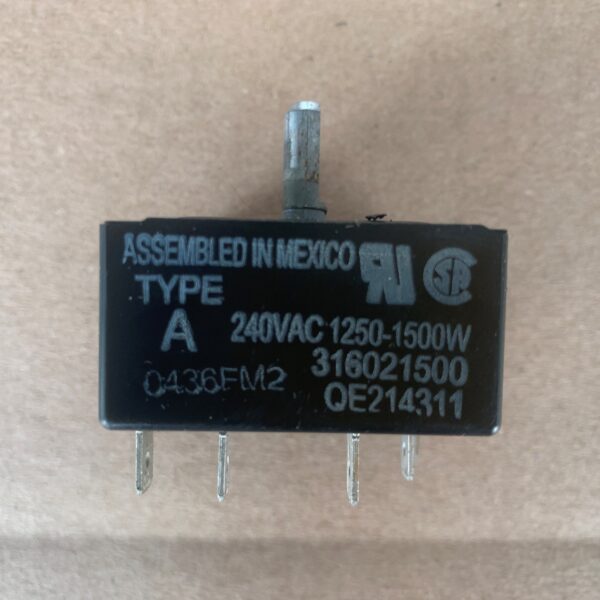 ASSEMBLED IN MEXICO
TYPE
A
240VAC 1250-1500W
316021500
0436FM2
QE214311